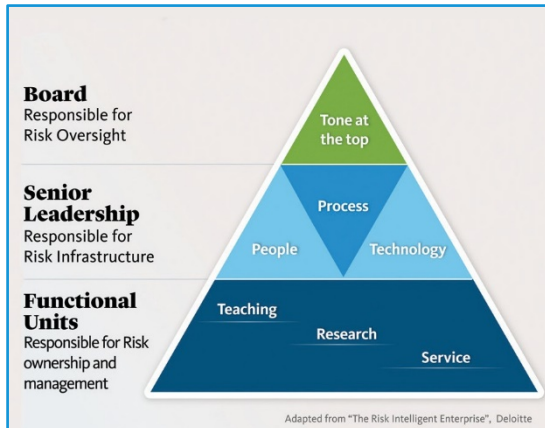 Board
Responsible for
Risk Oversight
Tone at
the top
Senior
Leadership
Responsible for
Risk Infrastructure
Process
People
Technology
Functional
Units
Responsible for Risk
ownership and
management
Teaching
Research
Service
Adapted from "The Risk Intelligent Enterprise", Deloitte